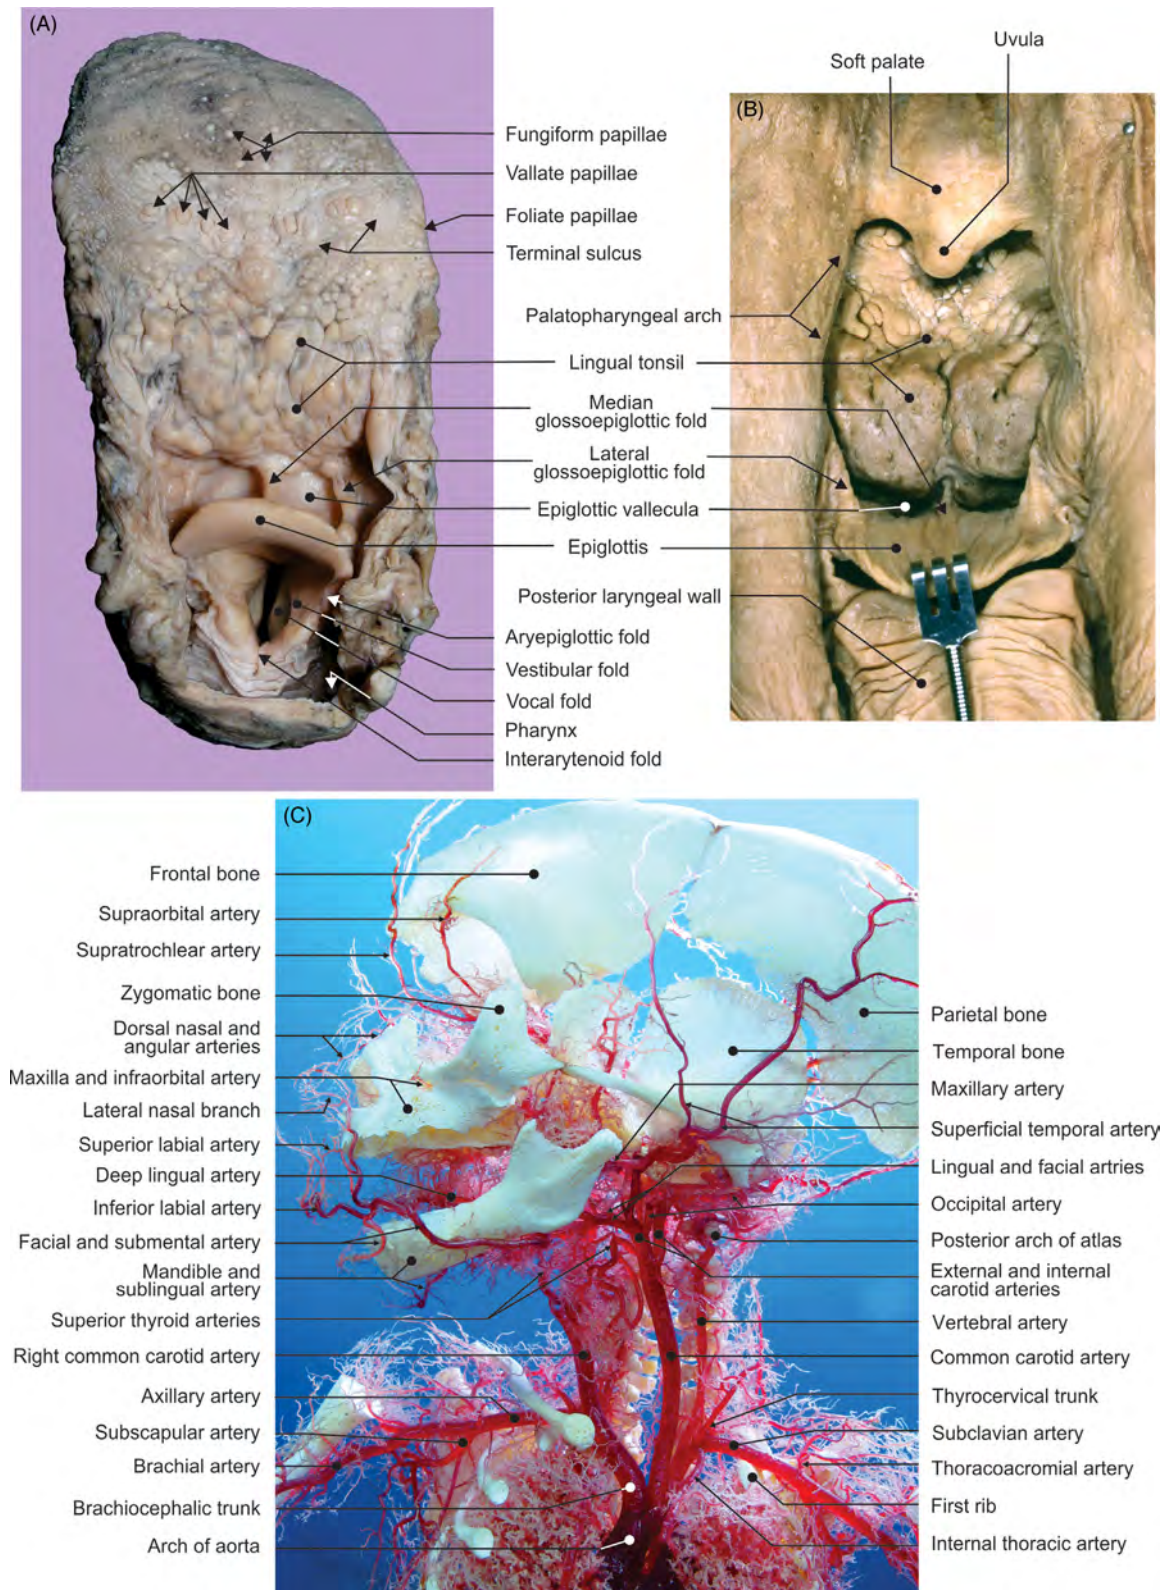 (A)
Uvula
Soft palate
(B)
Fungiform papillae
Vallate papillae
Foliate papillae
Terminal sulcus
Palatopharyngeal arch
Lingual tonsil
Median
glossoepiglottic fold
Lateral
glossoepiglottic fold
Epiglottic vallecula
Epiglottis
Posterior laryngeal wall
Aryepiglottic fold
Vestibular fold
Vocal fold
Pharynx
Interarytenoid fold
(C)
Frontal bone
Supraorbital artery
Supratrochlear artery
Zygomatic bone
Dorsal nasal and
angular arteries
Maxilla and infraorbital artery
Lateral nasal branch
Superior labial artery
Deep lingual artery
Inferior labial artery
Facial and submental artery
Mandible and
sublingual artery
Superior thyroid arteries
Right common carotid artery
Axillary artery
Subscapular artery
Brachial artery
Brachiocephalic trunk
Arch of aorta
Parietal bone
Temporal bone
Maxillary artery
Superficial temporal artery
Lingual and facial artries
Occipital artery
Posterior arch of atlas
External and internal
carotid arteries
Vertebral artery
Common carotid artery
Thyrocervical trunk
Subclavian artery
Thoracoacromial artery
First rib
Internal thoracic artery